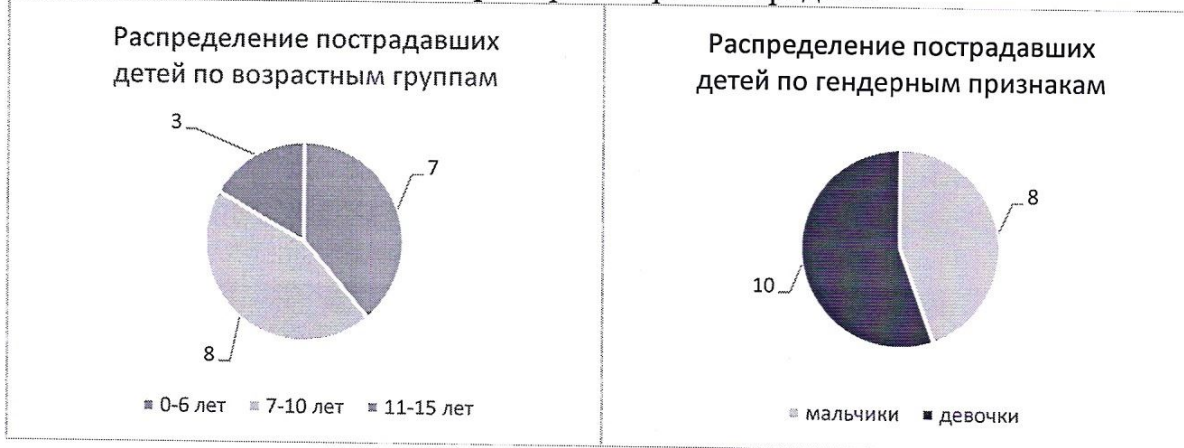 Распределение пострадавших
детей по возрастным группам
3
7
8
0-6 лет 7-10 лет 11-15 лет
Распределение пострадавших
детей по гендерным признакам
8
10
мальчики девочки